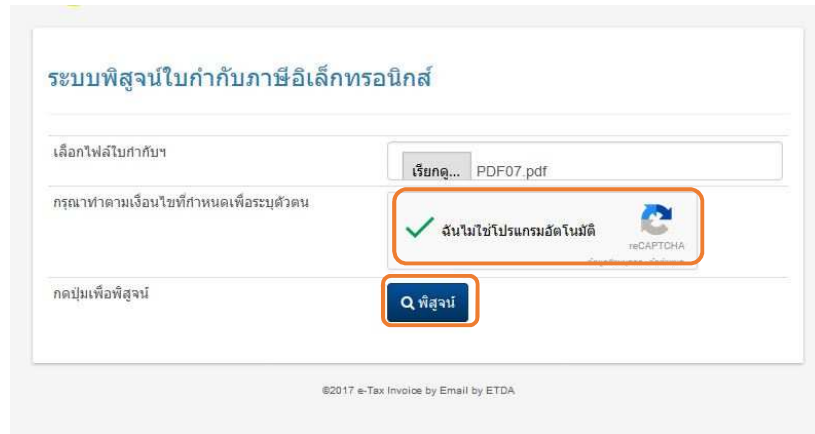 ระบบพิสูจน์ใบกำกับภาษีอิเล็กทรอนิกส์
เลือกไฟล์ใบกำกับฯ
เรียกดู... PDF07.pdf
กรุณาทำตามเงื่อนไขที่กำหนดเพื่อระบุตัวตน
ฉันไม่ใช่โปรแกรมอัตโนมัติ
reCAPTCHA
กดปุ่มเพื่อพิสูจน์
พิสูจน์
©2017 e-Tax Invoice by Email by ETDA